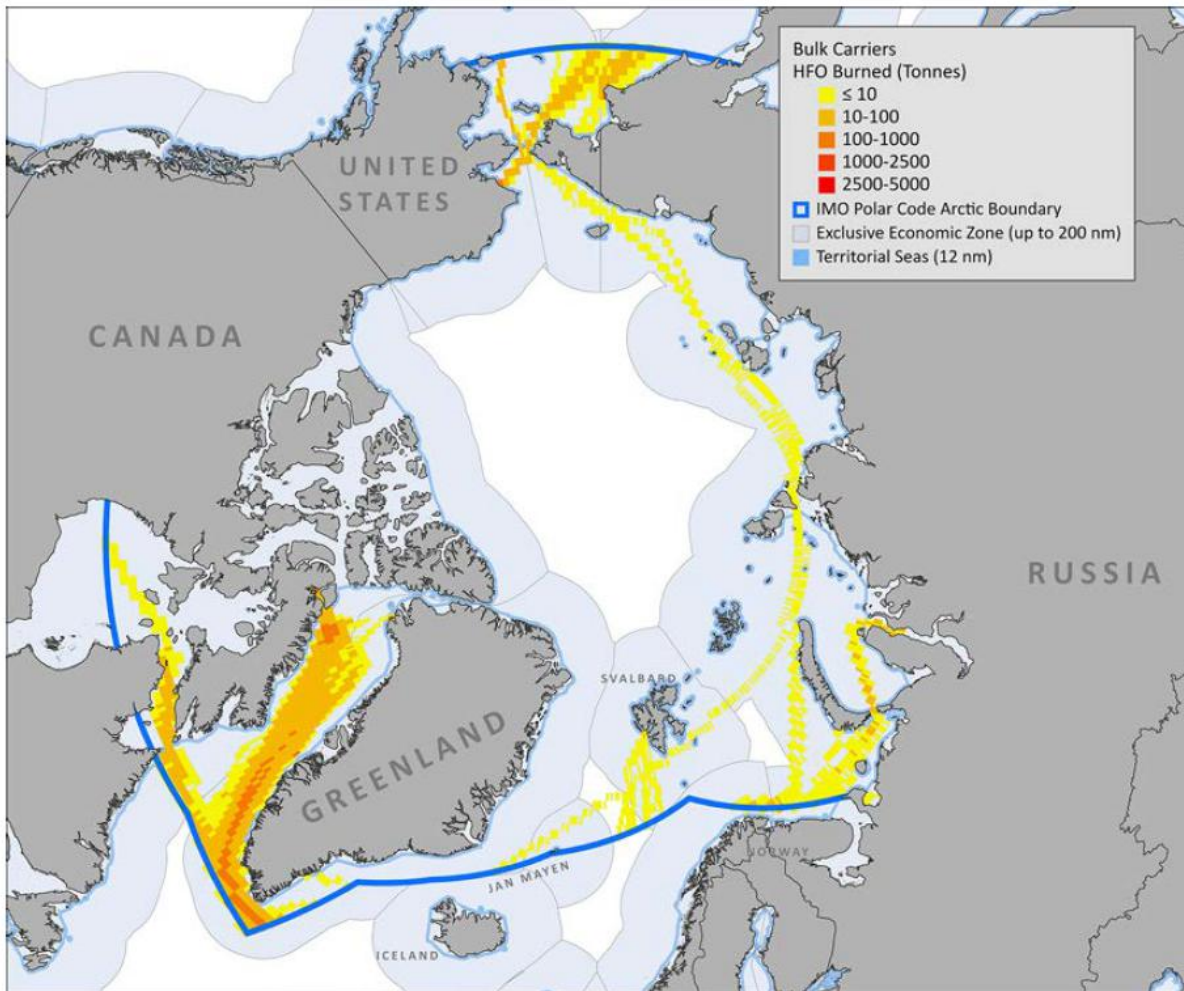 Bulk Carriers
HFO Burned (Tonnes)
≤ 10
10-100
100-1000
1000-2500
2500-5000
IMO Polar Code Arctic Boundary
Exclusive Economic Zone (up to 200 nm)
Territorial Seas (12 nm)
UNITED
STATES
CANADA
RUSSIA
SVALBARD
GREENLAND
NORWAY
JAN MAYEN
ICELAND